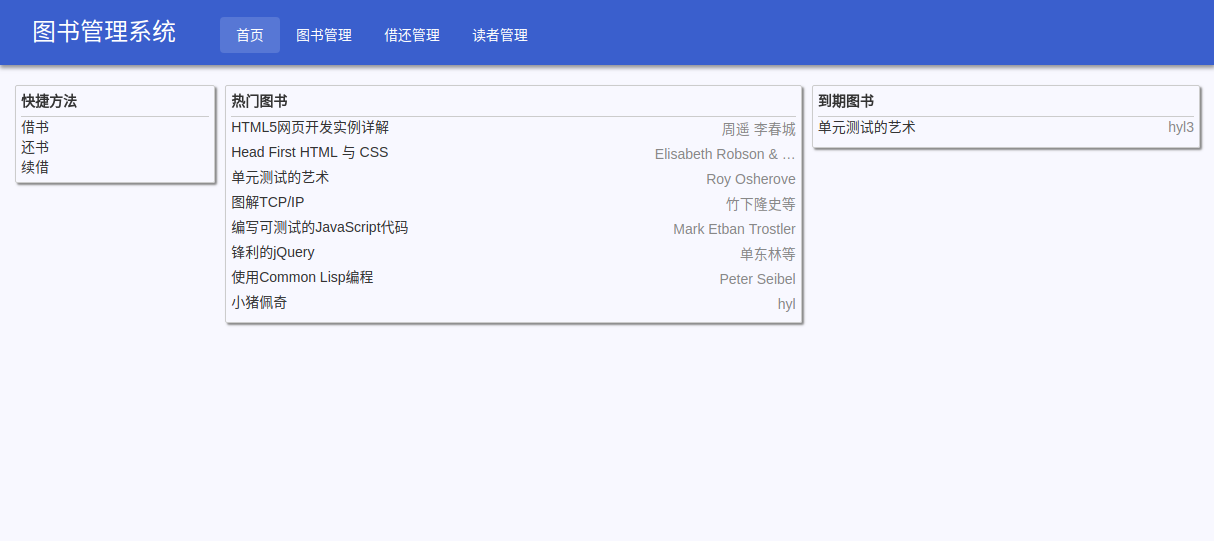 图书管理系统 首页 图书管理 借还管理 读者管理
快捷方法
借书
还书
续借
热门图书
HTML5网页开发实例详解 周遥 李春城
Head First HTML 与 CSS Elisabeth Robson & ...
单元测试的艺术 Roy Osherove
图解TCP/IP 竹下隆史等
编写可测试的JavaScript代码 Mark Etban Trostler
锋利的jQuery 单东林等
使用Common Lisp编程 Peter Seibel
小猪佩奇 hyl
到期图书
单元测试的艺术 hyl3